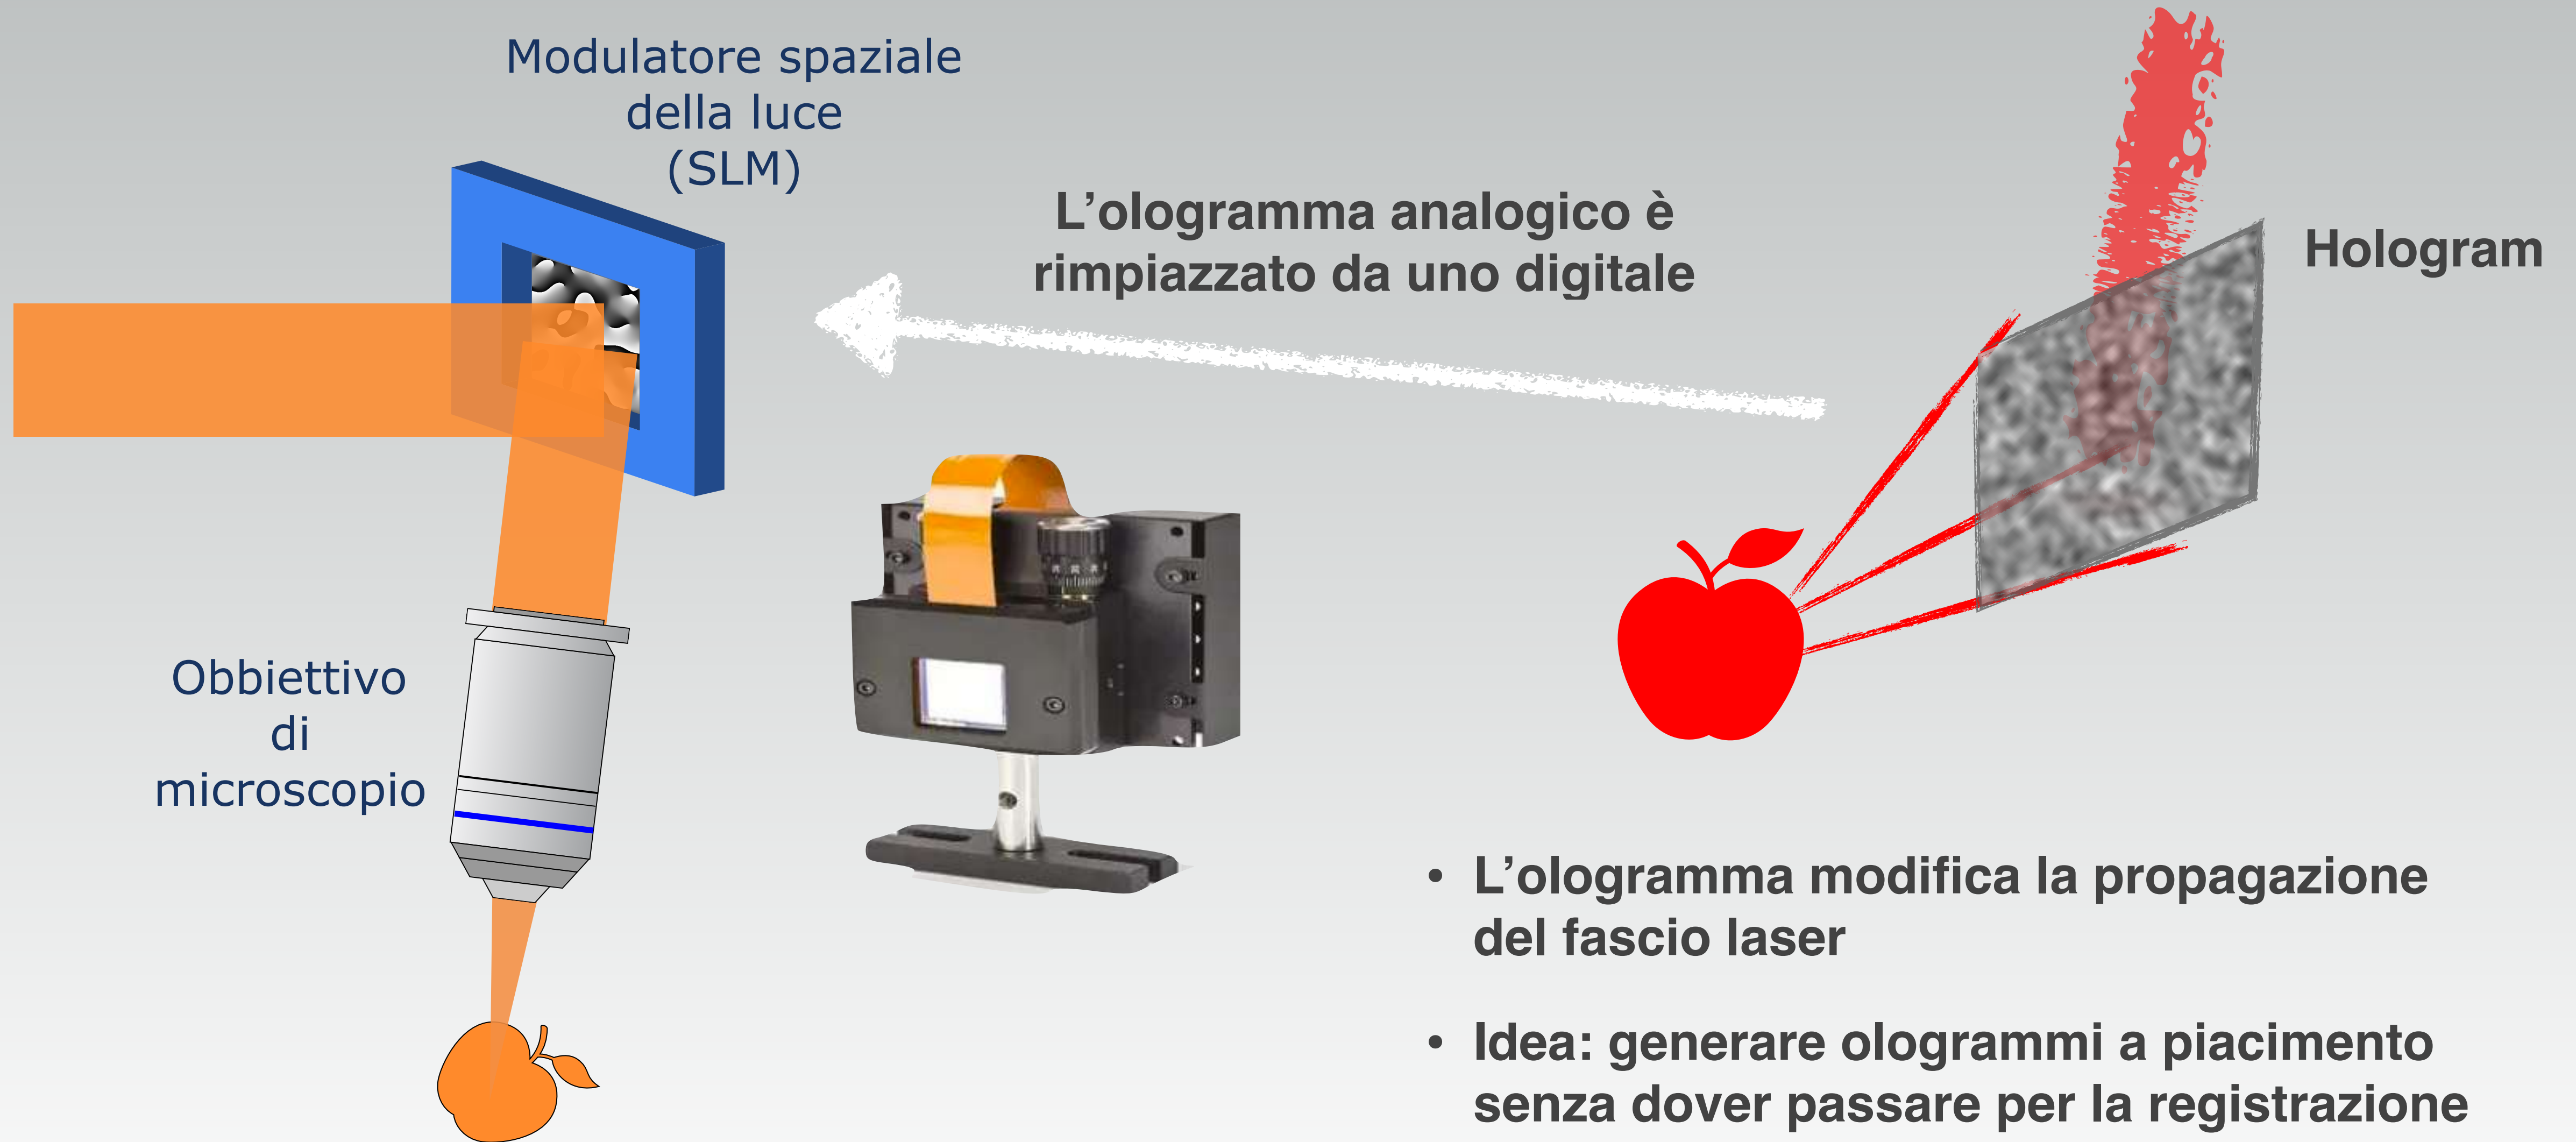 Modulatore spaziale
della luce
(SLM)
L’ologramma analogico è
rimpiazzato da uno digitale
Hologram
Obbiettivo
di
microscopio
• L’ologramma modifica la propagazione
del fascio laser
• Idea: generare ologrammi a piacimento
senza dover passare per la registrazione